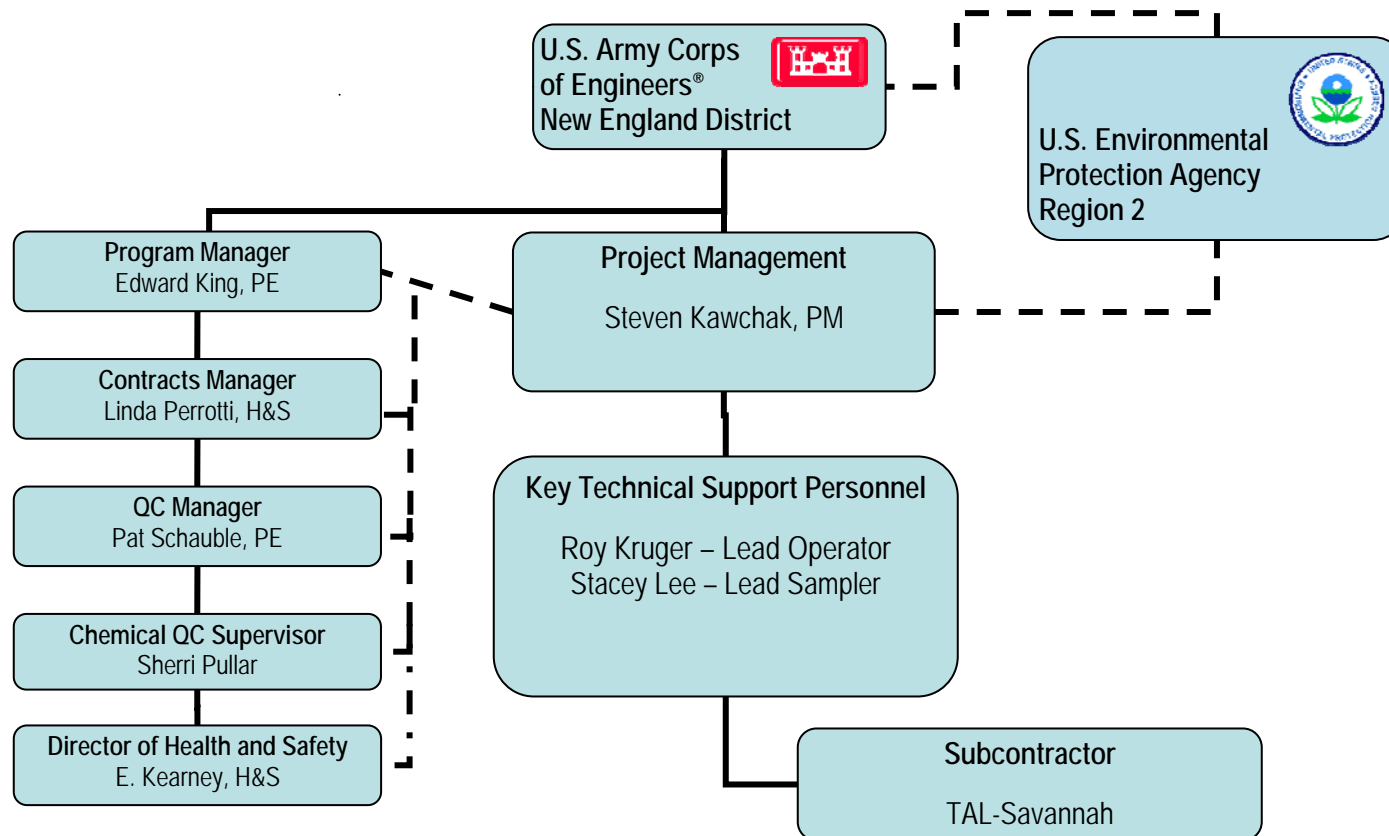 U.S. Army Corps
of Engineers®
New England District
U.S. Environmental
Protection Agency
Region 2
Program Manager
Edward King, PE
Project Management
Steven Kawchak, PM
Contracts Manager
Linda Perrotti, H&S
QC Manager
Pat Schauble, PE
Key Technical Support Personnel
Roy Kruger – Lead Operator
Stacey Lee – Lead Sampler
Chemical QC Supervisor
Sherri Pullar
Director of Health and Safety
E. Kearney, H&S
Subcontractor
TAL-Savannah